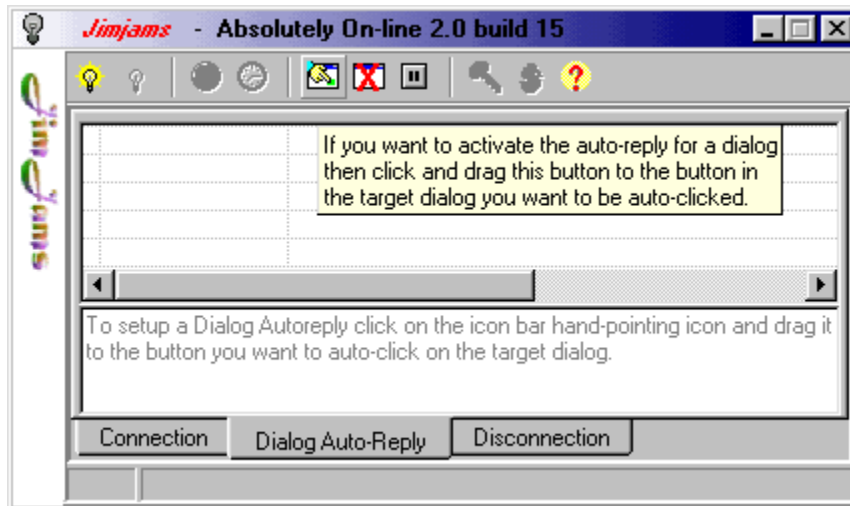 Jimjams - Absolutely On-line 2.0 build 15
JimJams
If you want to activate the auto-reply for a dialog
then click and drag this button to the button in
the target dialog you want to be auto-clicked.
To setup a Dialog Autoreply click on the icon bar hand-pointing icon and drag it
to the button you want to auto-click on the target dialog.
Connection
Dialog Auto-Reply
Disconnection